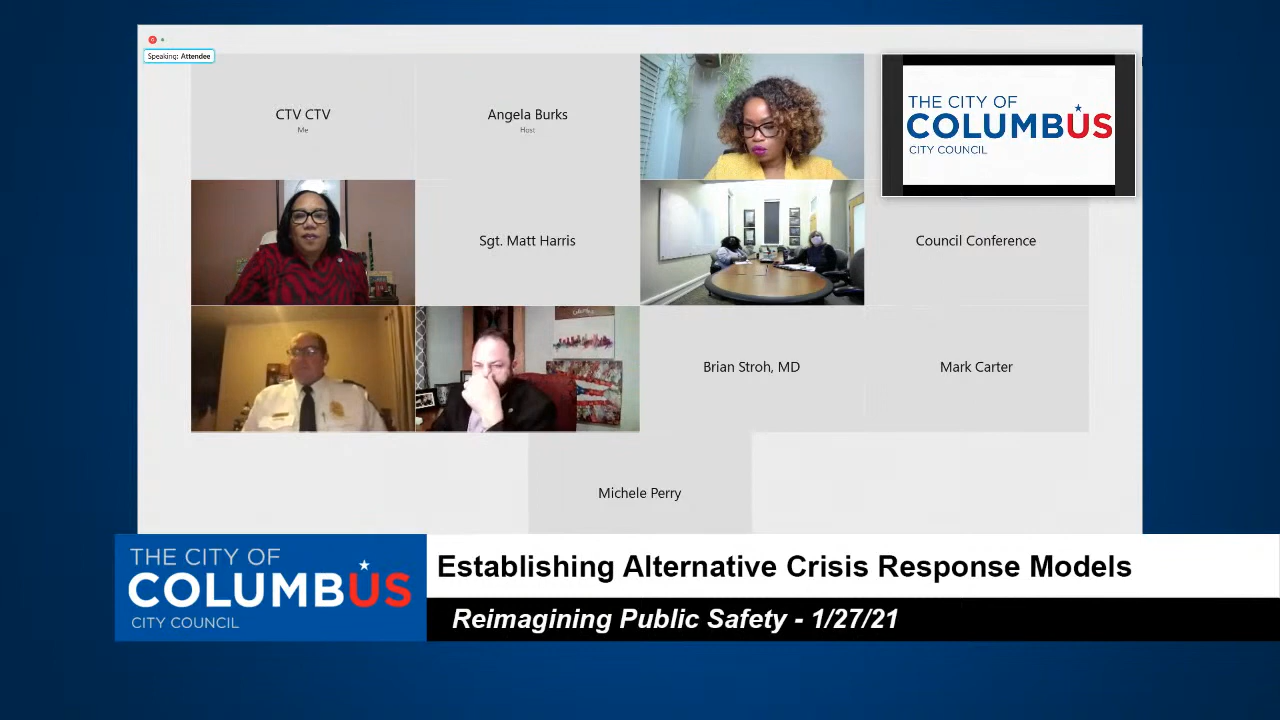 Speaking: Attendee
CTV CTV
Me
Angela Burks
Host
THE CITY OF
COLUMBUS
CITY COUNCIL
Sgt. Matt Harris
Council Conference
Brian Stroh, MD
Mark Carter
Michele Perry
THE CITY OF
COLUMBUS
CITY COUNCIL
Establishing Alternative Crisis Response Models
Reimagining Public Safety - 1/27/21